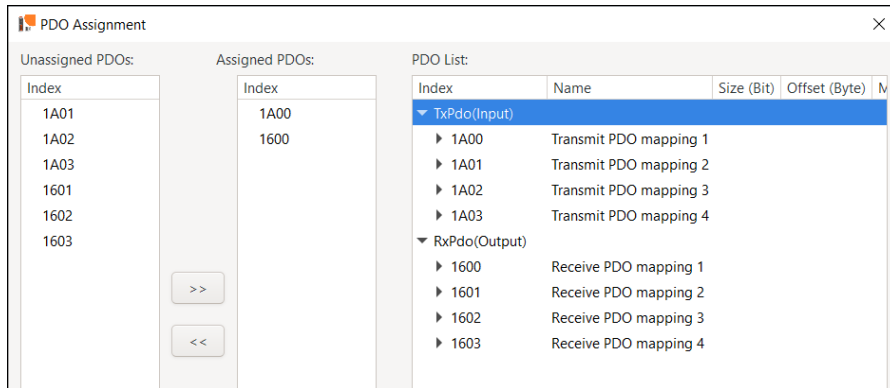 PDO Assignment
Unassigned PDOs:
Index
1A01
1A02
1A03
1601
1602
1603
>>
<<
Assigned PDOs:
Index
1A00
1600
PDO List:
Index Name Size (Bit) Offset (Byte) M
TxPdo(Input)
1A00 Transmit PDO mapping 1
1A01 Transmit PDO mapping 2
1A02 Transmit PDO mapping 3
1A03 Transmit PDO mapping 4
RxPdo(Output)
1600 Receive PDO mapping 1
1601 Receive PDO mapping 2
1602 Receive PDO mapping 3
1603 Receive PDO mapping 4